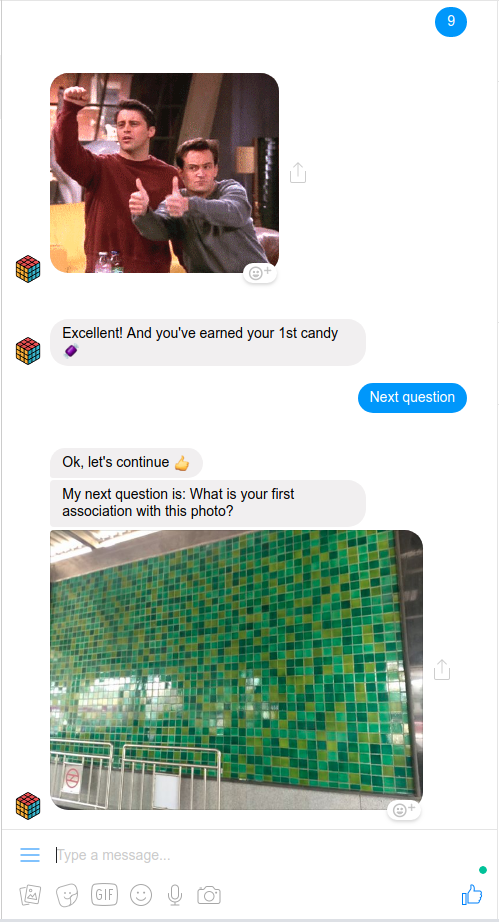 9
Excellent! And you've earned your 1st candy
Next question
Ok, let's continue
My next question is: What is your first
association with this photo?
Type a message...
GIF